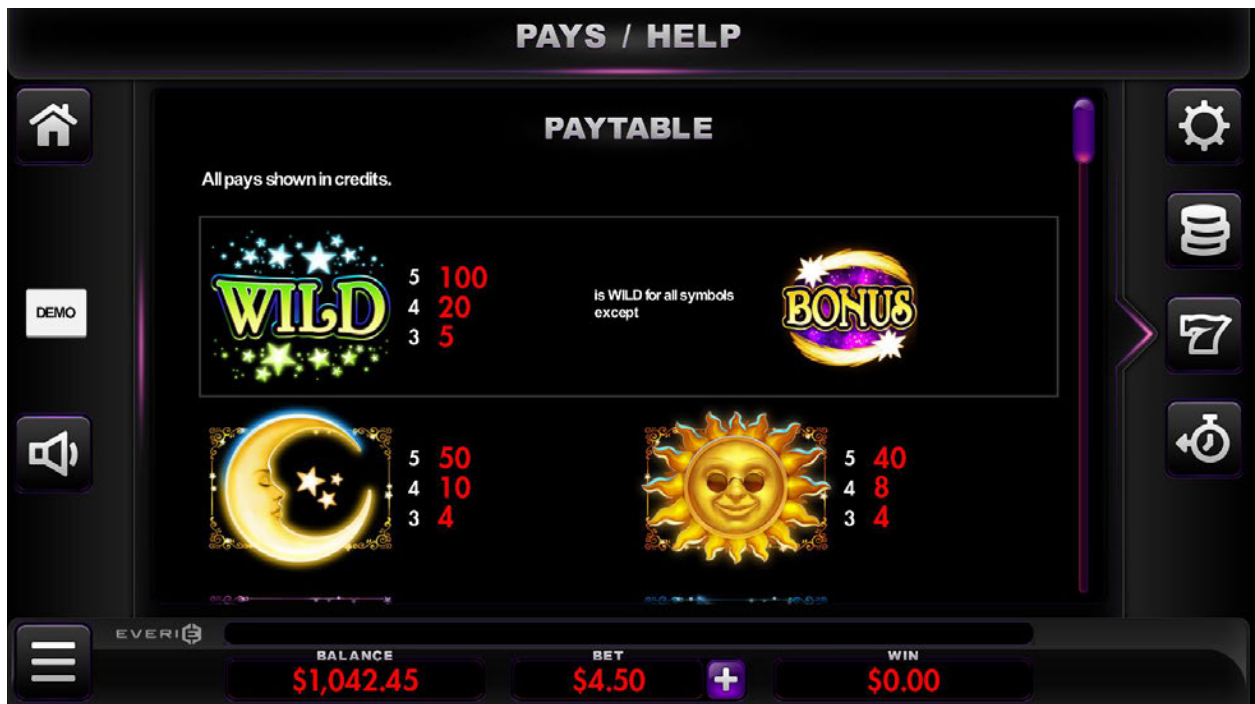 PAYS / HELP
PAYTABLE
All pays shown in credits.
WILD
5 100
4 20
3 5
is WILD for all symbols
except
BONUS
5 50
4 10
3 4
5 40
4 8
3 4
DEMO
7
EVERI
BALANCE
$1,042.45
BET
$4.50
+
WIN
$0.00